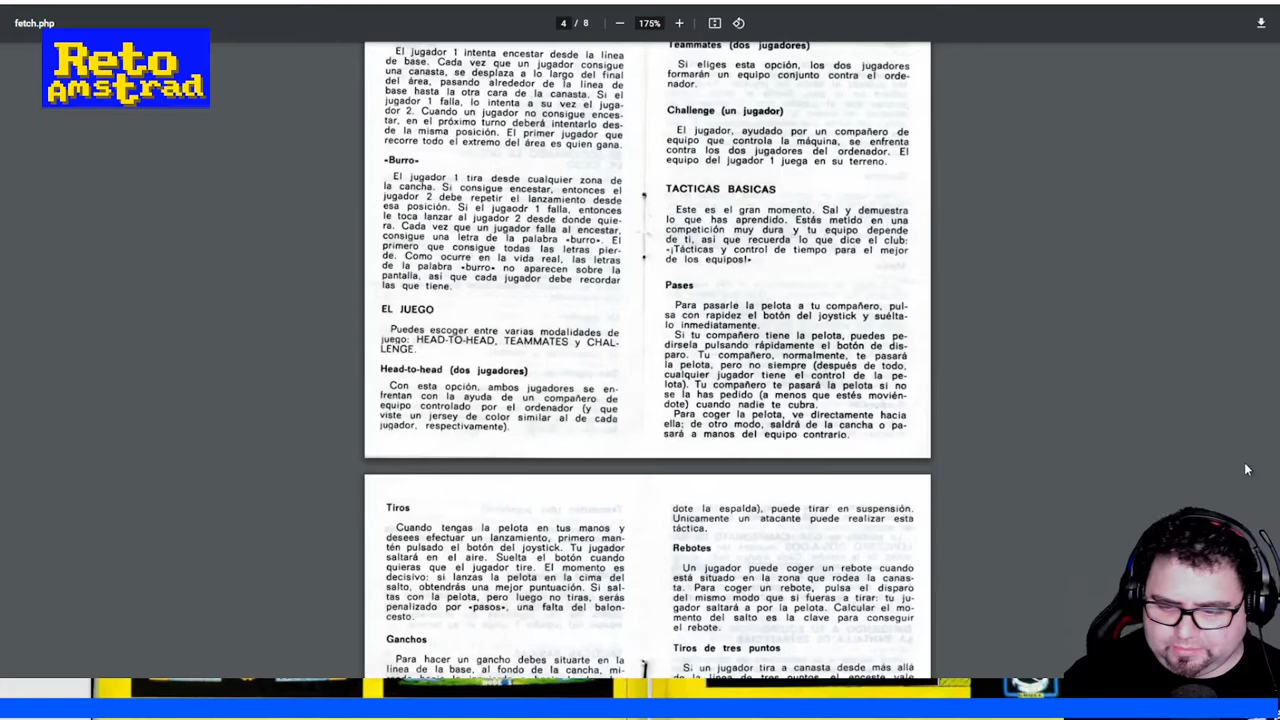 fetch.php
4 / 8
175%
Reto
Amstrad
El jugador 1 intenta encestar desde la línea
de base. Cada vez que un jugador consigue
una canasta, se desplaza a lo largo del final
del área, pasando alrededor de la línea de
base hasta la otra cara de la canasta. Si el
jugador 1 falla, lo intenta a su vez el juga-
dor 2. Cuando un jugador no consigue ences-
tar, en el próximo turno deberá intentarlo des-
de la misma posición. El primer jugador que
recorre todo el extremo del área es quien gana.
«Burro»
El jugador 1 tira desde cualquier zona de
la cancha. Si consigue encestar, entonces el
jugador 2 debe repetir el lanzamiento desde
esa posición. Si el jugaodr 1 falla, entonces
le toca lanzar al jugador 2 desde donde quie-
ra. Cada vez que un jugador falla al encestar,
consigue una letra de la palabra «burro». El
primero que consigue todas las letras pier-
de. Como ocurre en la vida real, las letras
de la palabra «burro» no aparecen sobre la
pantalla, así que cada jugador debe recordar
las que tiene.
EL JUEGO
Puedes escoger entre varias modalidades de
juego: HEAD-TO-HEAD, TEAMMATES y CHAL-
LENGE.
Head-to-head (dos jugadores)
Con esta opción, ambos jugadores se en-
frentan con la ayuda de un compañero de
equipo controlado por el ordenador (y que
viste un jersey de color similar al de cada
jugador, respectivamente).
Teammates (dos jugadores)
Si eliges esta opción, los dos jugadores
formarán un equipo conjunto contra el orde-
nador.
Challenge (un jugador)
El jugador, ayudado por un compañero de
equipo que controla la máquina, se enfrenta
contra los dos jugadores del ordenador. El
equipo del jugador 1 juega en su terreno.
TACTICAS BASICAS
Este es el gran momento. Sal y demuestra
lo que has aprendido. Estás metido en una
competición muy dura y tu equipo depende
de ti, así que recuerda lo que dice el club:
«¡Tácticas y control de tiempo para el mejor
de los equipos!»
Pases
Para pasarle la pelota a tu compañero, pul-
sa con rapidez el botón del joystick y suélta-
lo inmediatamente.
Si tu compañero tiene la pelota, puedes pe-
dírsela pulsando rápidamente el botón de dis-
paro. Tu compañero, normalmente, te pasará
la pelota, pero no siempre (después de todo,
cualquier jugador tiene el control de la pe-
lota). Tu compañero te pasará la pelota si no
se la has pedido (a menos que estés movién-
dote) cuando nadie te cubra.
Para coger la pelota, ve directamente hacia
ella; de otro modo, saldrá de la cancha o pa-
sará a manos del equipo contrario.
Tiros
Cuando tengas la pelota en tus manos y
desees efectuar un lanzamiento, primero man-
tén pulsado el botón del joystick. Tu jugador
saltará en el aire. Suelta el botón cuando
quieras que el jugador tire. El momento es
decisivo: si lanzas la pelota en la cima del
salto, obtendrás una mejor puntuación. Si sal-
tas con la pelota, pero luego no tiras, serás
penalizado por «pasos», una falta del balon-
cesto.
Ganchos
Para hacer un gancho debes situarte en la
línea de la base, al fondo de la cancha, mi-
dote la espalda), puede tirar en suspensión.
Unicamente un atacante puede realizar esta
táctica.
Rebotes
Un jugador puede coger un rebote cuando
está situado en la zona que rodea la canas-
ta. Para coger un rebote, pulsa el disparo
del mismo modo que si fueras a tirar: tu ju-
gador saltará a por la pelota. Calcular el mo-
mento del salto es la clave para conseguir
el rebote.
Tiros de tres puntos
Si un jugador tira a canasta desde más allá
de la línea de tres puntos, el enceste vale